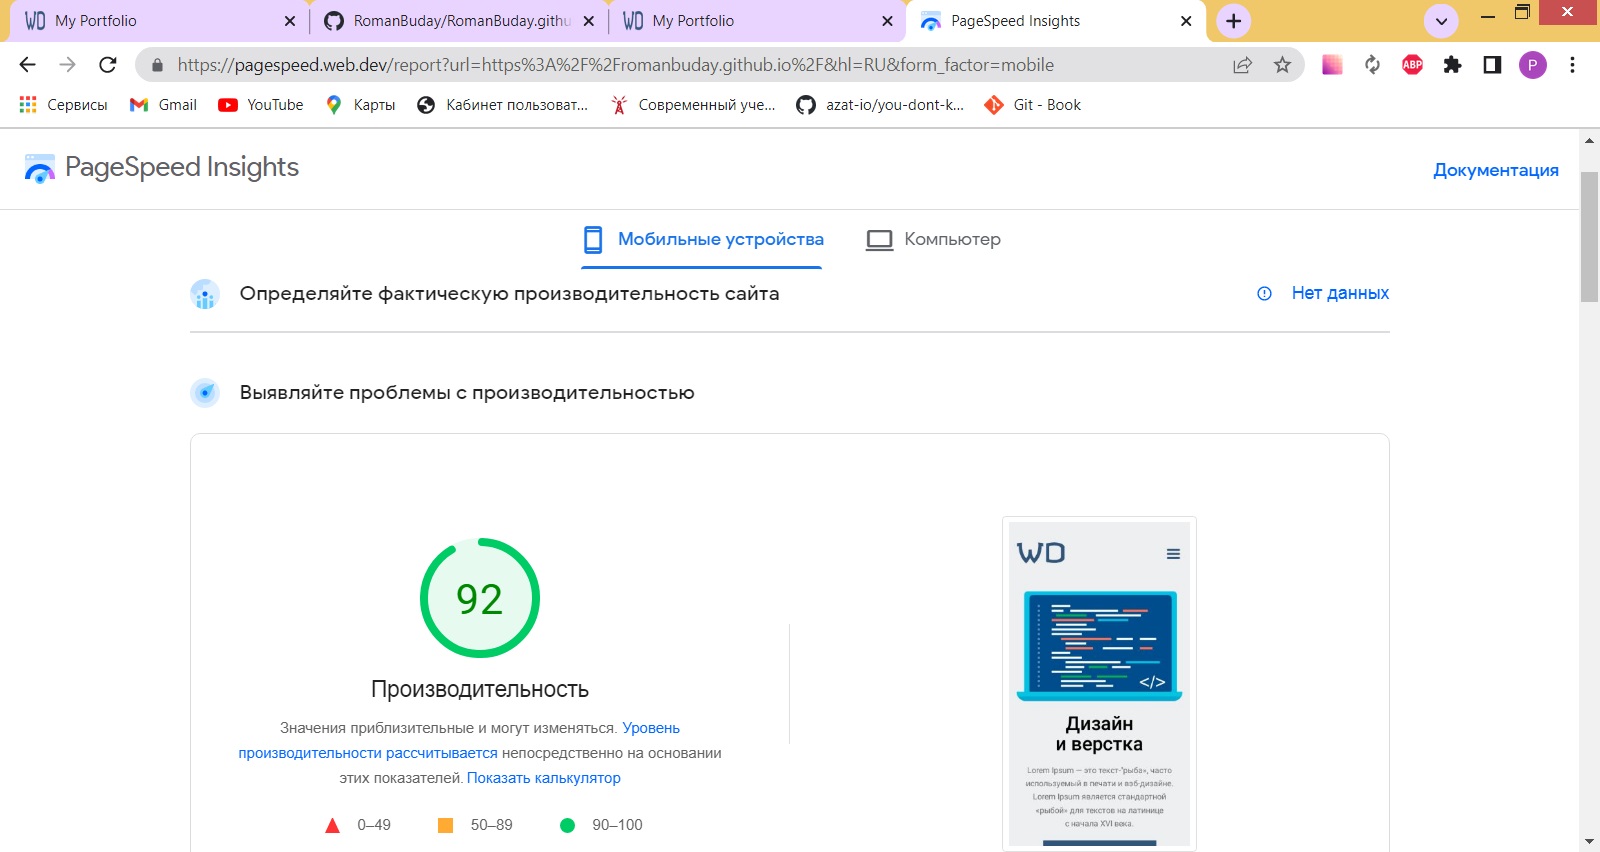 WD My Portfolio
RomanBuday/RomanBuday.githu
WD My Portfolio
PageSpeed Insights
https://pagespeed.web.dev/report?url=https%3A%2F%2Fromanbuday.github.io%2F&hl=RU&form_factor=mobile
ABP
P
Сервисы
Gmail
YouTube
Карты
Кабинет пользоват...
Современный уче...
azat-io/you-dont-k...
Git - Book
PageSpeed Insights
Документация
Мобильные устройства
Компьютер
Определяйте фактическую производительность сайта
Нет данных
Выявляйте проблемы с производительностью
92
Производительность
Значения приблизительные и могут изменяться. Уровень
производительности рассчитывается непосредственно на основании
этих показателей. Показать калькулятор
0–49
50–89
90–100
WD
</>
Дизайн
и верстка
Lorem Ipsum — это текст-"рыба», часто
используемый в печати и вэб-дизайне.
Lorem Ipsum является стандартной
«рыбой» для текстов на латинице
с начала XVI века.